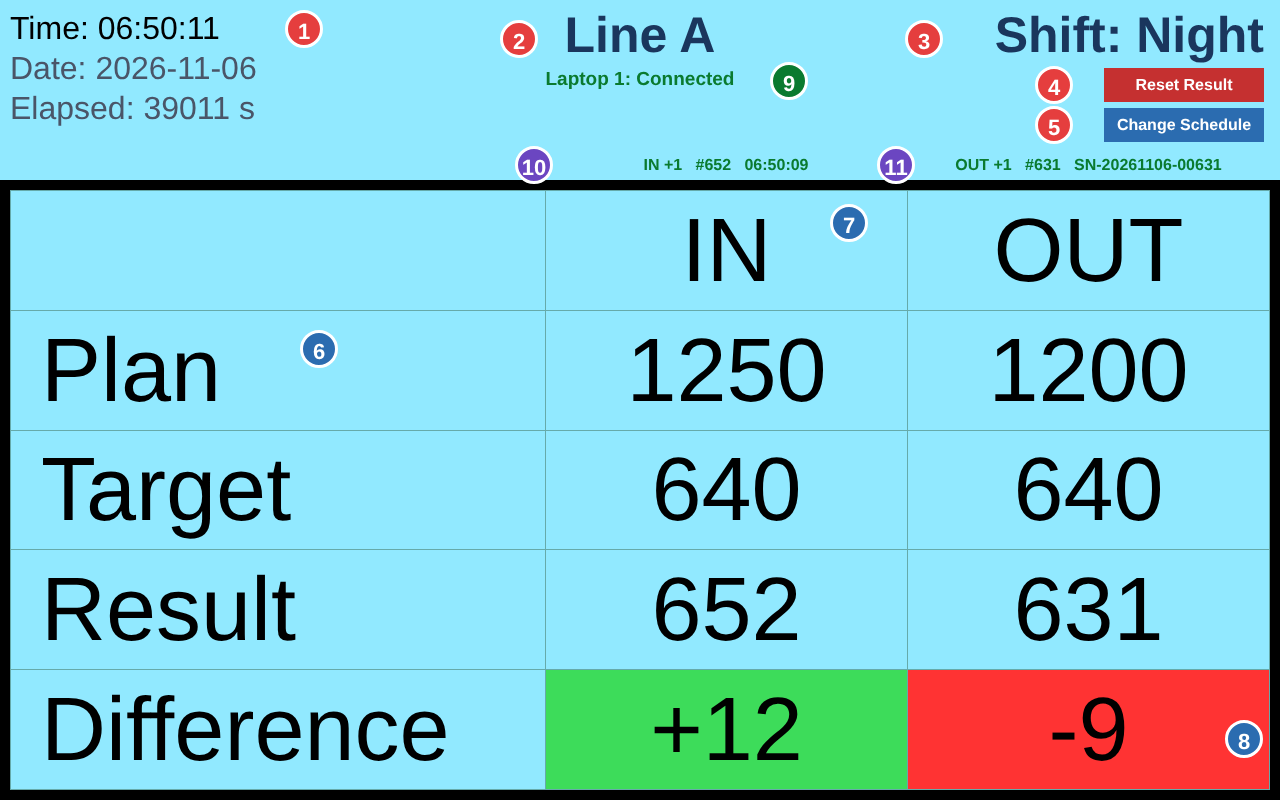 Time: 06:50:11
1
2
Line A
3
Shift: Night
Date: 2026-11-06
Laptop 1: Connected
9
4
Reset Result
Elapsed: 39011 s
5
Change Schedule
10
IN +1 #652 06:50:09
11
OUT +1 #631 SN-20261106-00631
IN
7
OUT
Plan
6
1250
1200
Target
640
640
Result
652
631
Difference
+12
-9
8